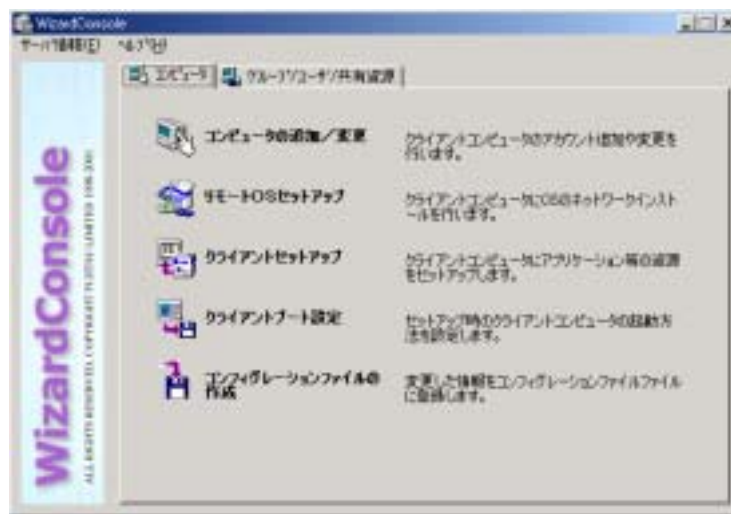 WizardConsole
サーバ情報(E) ヘルプ(H)
コンピュータ グループ/ユーザ/共有資源
WizardConsole
ALL RIGHTS RESERVED, COPYRIGHT FUJITSU LIMITED 1998-2001
コンピュータの追加/変更
クライアントコンピュータのアカウント追加や変更を
行います。
リモートOSセットアップ
クライアントコンピュータにOSのネットワークインスト
ールを行います。
クライアントセットアップ
クライアントコンピュータにアプリケーション等の資源
をセットアップします。
クライアントブート設定
セットアップ時のクライアントコンピュータの起動方
法を設定します。
コンフィグレーションファイルの
作成
変更した情報をコンフィグレーションファイルファイル
に登録します。